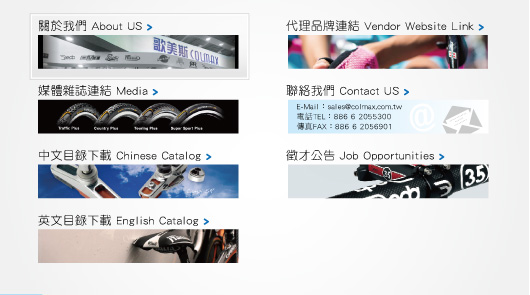 關於我們 About US >
歌美斯 COLMAX
媒體雜誌連結 Media >
Traffic Plus Country Plus Touring Plus Super Sport Plus
中文目錄下載 Chinese Catalog >
英文目錄下載 English Catalog >
代理品牌連結 Vendor Website Link >
聯絡我們 Contact US >
E-Mail：sales@colmax.com.tw
電話TEL：886 6 2055300
傳真FAX：886 6 2056901
@
徵才公告 Job Opportunities >
35